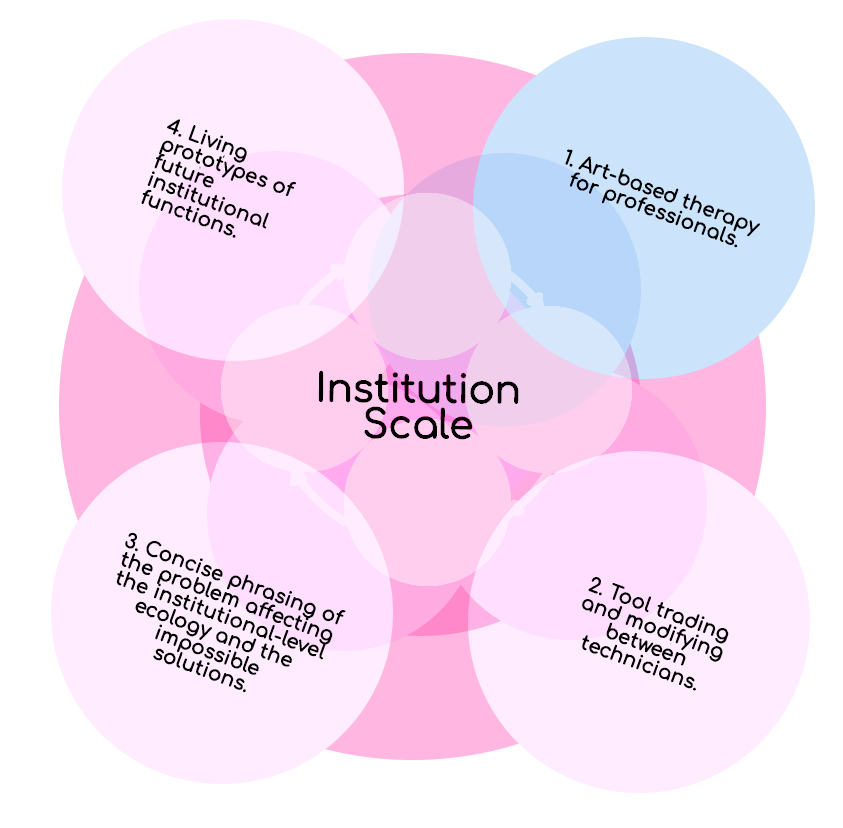 Institution
Scale
1. Art-based therapy
for professionals.
2. Tool trading
and modifying
between
technicians.
3. Concise phrasing of
the problem affecting
the institutional-level
ecology and the
impossible
solutions.
4. Living
prototypes of
future
institutional
functions.